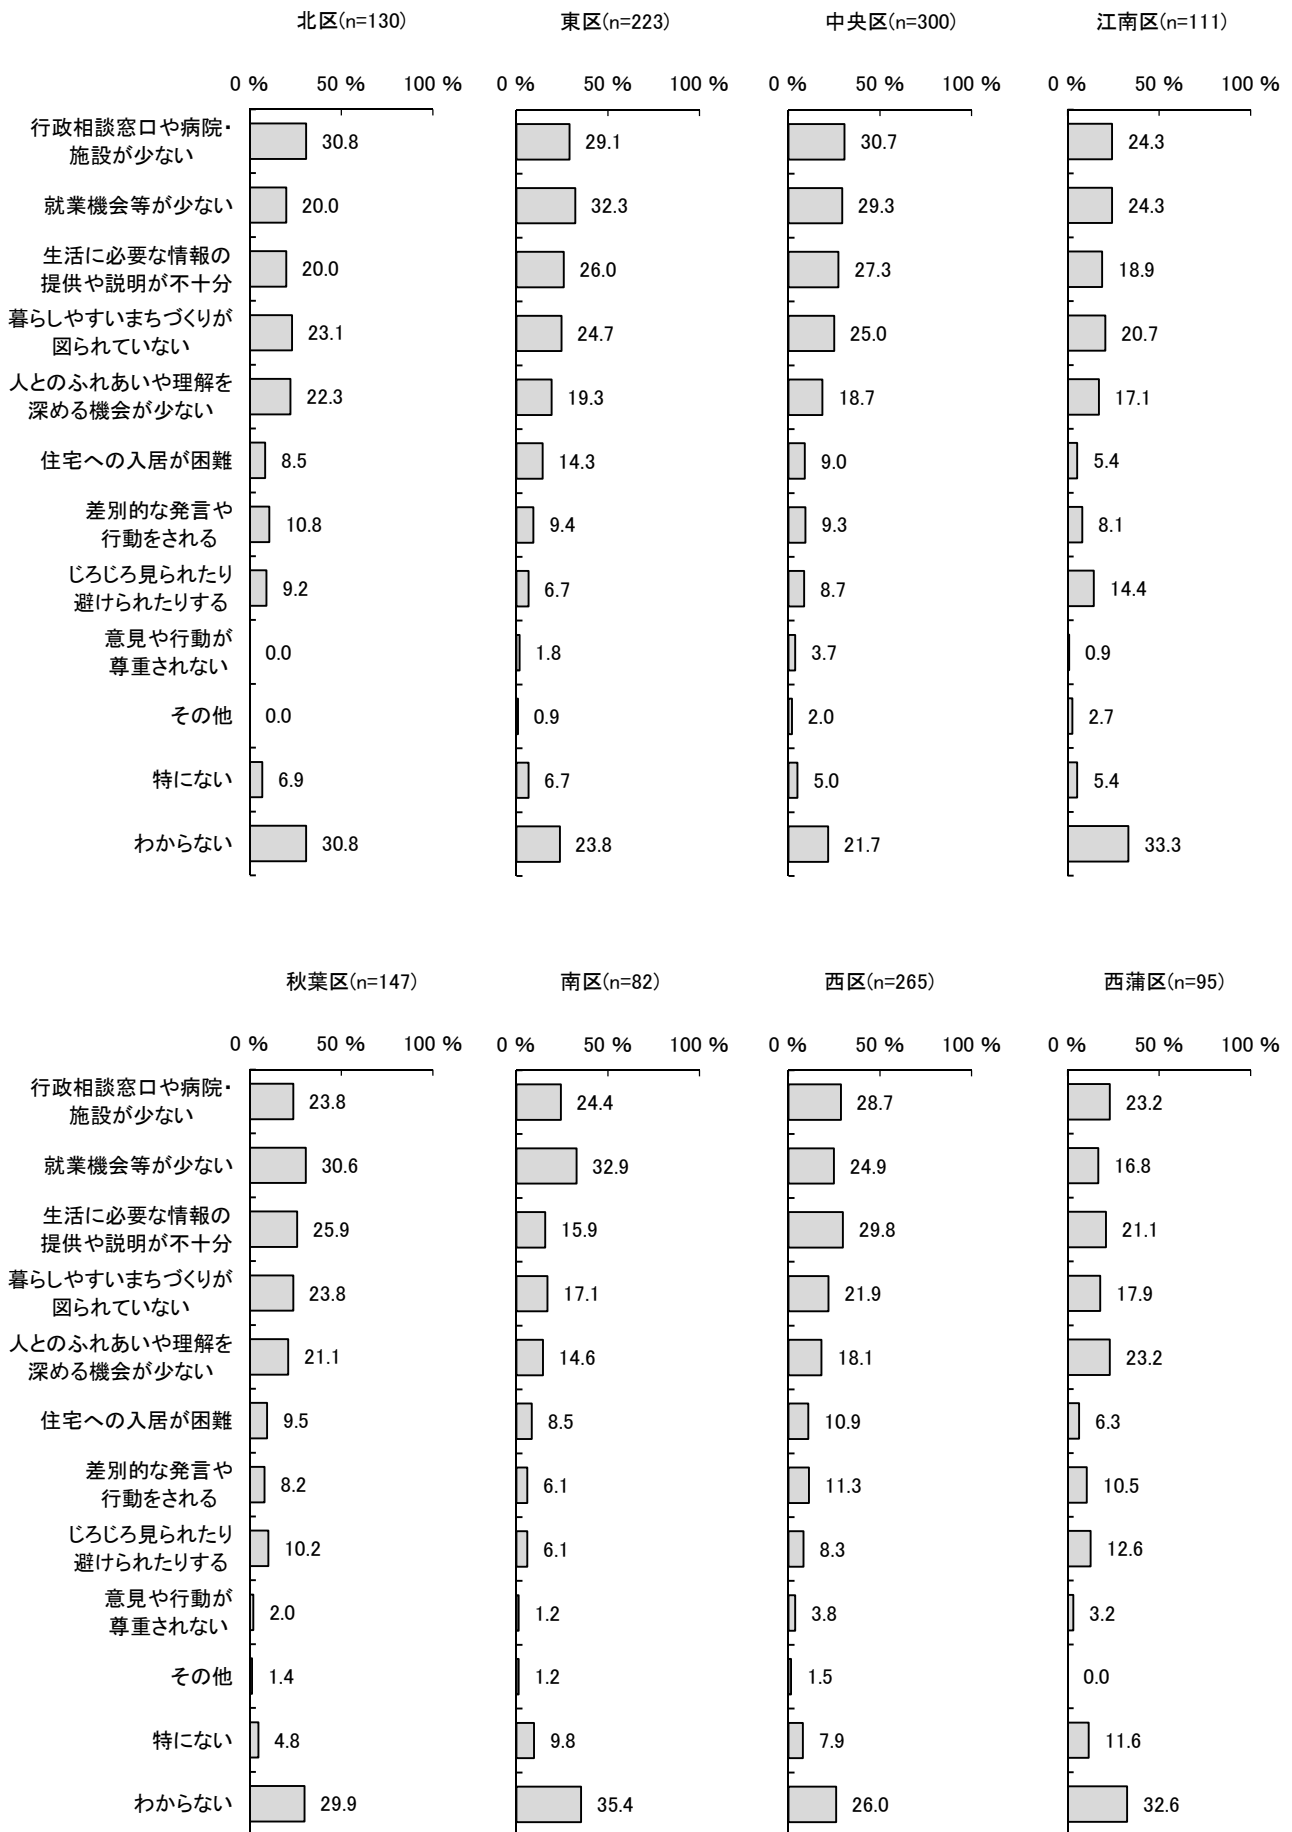 北区(n=130) 東区(n=223) 中央区(n=300) 江南区(n=111)
0 % 50 % 100 % 0 % 50 % 100 % 0 % 50 % 100 % 0 % 50 % 100 %
行政相談窓口や病院・
施設が少ない
30.8 29.1 30.7 24.3
就業機会等が少ない 20.0 32.3 29.3 24.3
生活に必要な情報の
提供や説明が不十分
20.0 26.0 27.3 18.9
暮らしやすいまちづくりが
図られていない
23.1 24.7 25.0 20.7
人とのふれあいや理解を
深める機会が少ない
22.3 19.3 18.7 17.1
住宅への入居が困難 8.5 14.3 9.0 5.4
差別的な発言や
行動をされる
10.8 9.4 9.3 8.1
じろじろ見られたり
避けられたりする
9.2 6.7 8.7 14.4
意見や行動が
尊重されない
0.0 1.8 3.7 0.9
その他 0.0 0.9 2.0 2.7
特にない 6.9 6.7 5.0 5.4
わからない 30.8 23.8 21.7 33.3
秋葉区(n=147) 南区(n=82) 西区(n=265) 西蒲区(n=95)
0 % 50 % 100 % 0 % 50 % 100 % 0 % 50 % 100 % 0 % 50 % 100 %
行政相談窓口や病院・
施設が少ない
23.8 24.4 28.7 23.2
就業機会等が少ない 30.6 32.9 24.9 16.8
生活に必要な情報の
提供や説明が不十分
25.9 15.9 29.8 21.1
暮らしやすいまちづくりが
図られていない
23.8 17.1 21.9 17.9
人とのふれあいや理解を
深める機会が少ない
21.1 14.6 18.1 23.2
住宅への入居が困難 9.5 8.5 10.9 6.3
差別的な発言や
行動をされる
8.2 6.1 11.3 10.5
じろじろ見られたり
避けられたりする
10.2 6.1 8.3 12.6
意見や行動が
尊重されない
2.0 1.2 3.8 3.2
その他 1.4 1.2 1.5 0.0
特にない 4.8 9.8 7.9 11.6
わからない 29.9 35.4 26.0 32.6